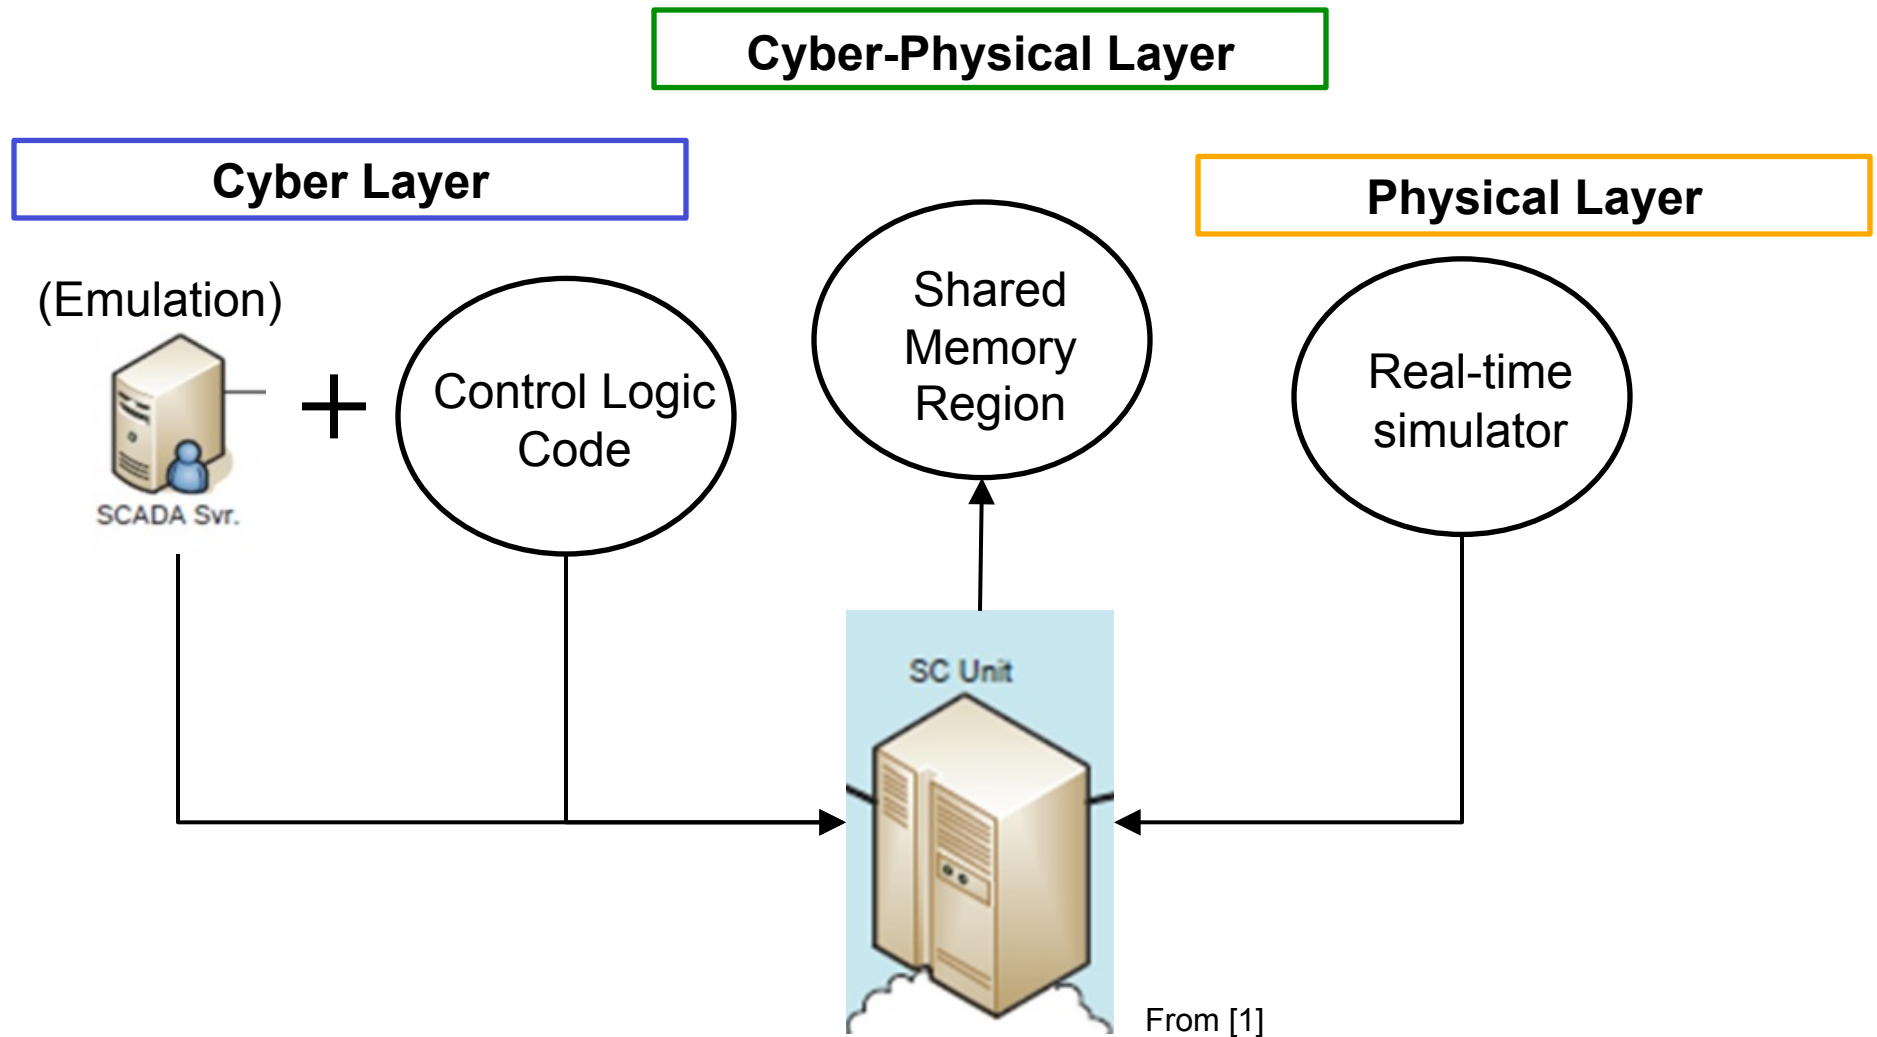 Cyber-Physical Layer
Cyber Layer
Physical Layer
(Emulation)
SCADA Svr.
Control Logic
Code
Shared
Memory
Region
Real-time
simulator
SC Unit
From [1]